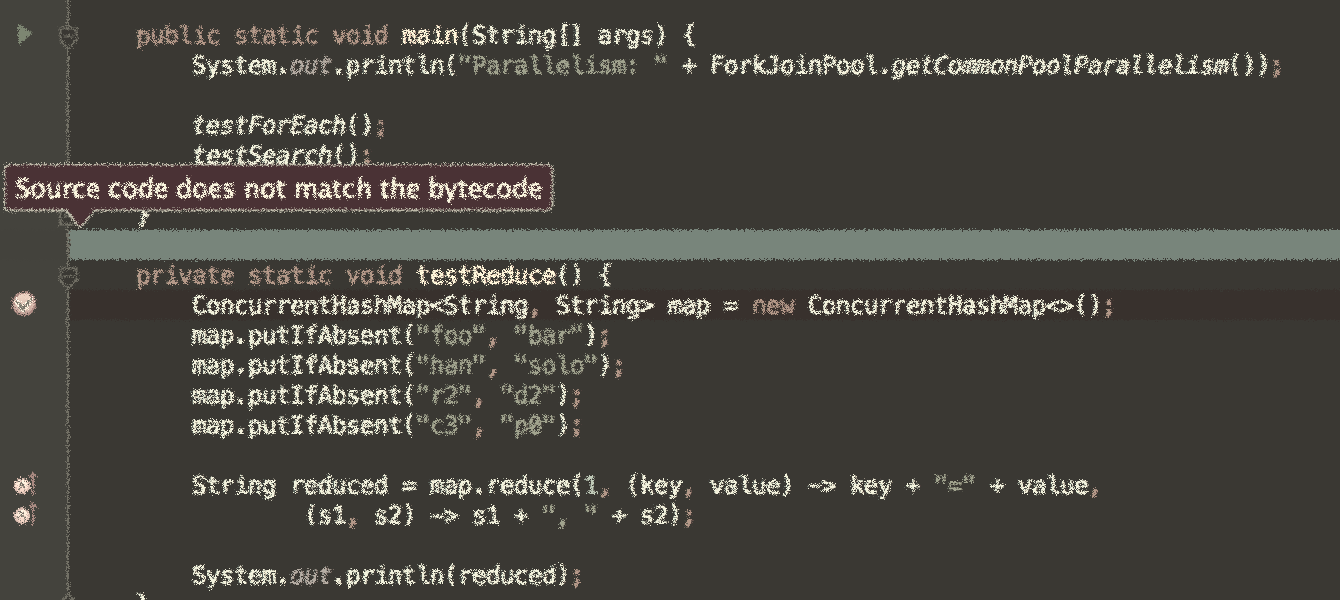 public static void main(String[] args) {
System.out.println("Parallelism: " + ForkJoinPool.getCommonPoolParallelism());
testForEach();
testSearch();
Source code does not match the bytecode
}
private static void testReduce() {
ConcurrentHashMap<String, String> map = new ConcurrentHashMap<>();
map.putIfAbsent("foo", "bar");
map.putIfAbsent("han", "solo");
map.putIfAbsent("r2", "d2");
map.putIfAbsent("c3", "p0");
String reduced = map.reduce(1, (key, value) -> key + "=" + value,
(s1, s2) -> s1 + ", " + s2);
System.out.println(reduced);
}